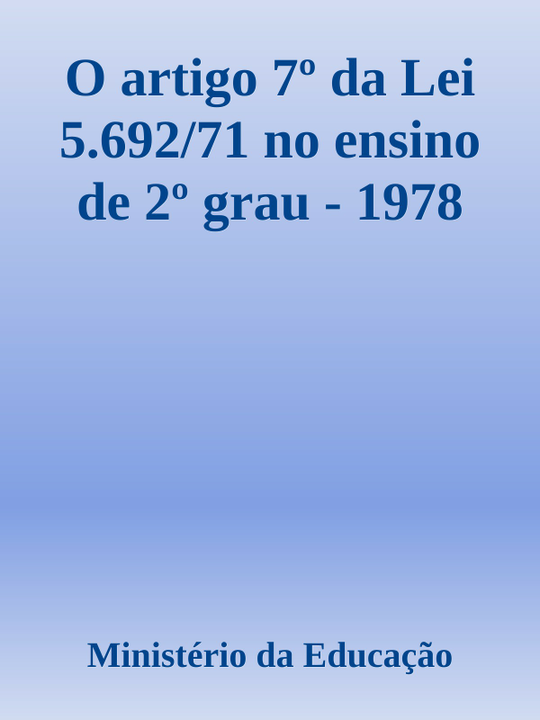 O artigo 7º da Lei
5.692/71 no ensino
de 2º grau - 1978
Ministério da Educação